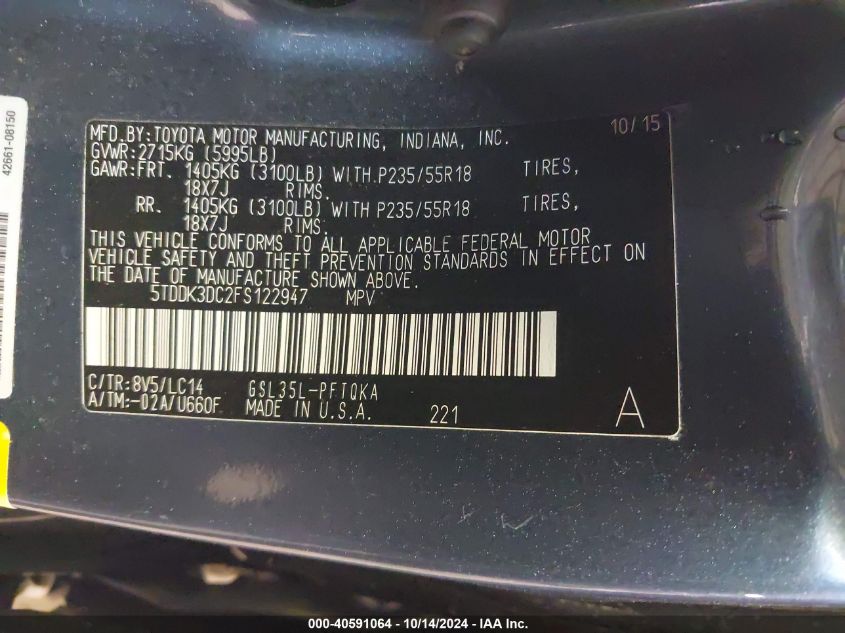 42661-08150
MFD.BY:TOYOTA MOTOR MANUFACTURING, INDIANA, INC. 10/15
GVWR:2715KG (5995LB)
GAWR:FRT. 1405KG (3100LB) WITH.P235/55R18 TIRES,
18X7J RIMS.
RR. 1405KG (3100LB) WITH P235/55R18 TIRES,
18X7J RIMS.
THIS VEHICLE CONFORMS TO ALL APPLICABLE FEDERAL MOTOR
VEHICLE SAFETY AND THEFT PREVENTION STANDARDS IN EFFECT ON
THE DATE OF MANUFACTURE SHOWN ABOVE.
5TDDK3DC2FS122947 MPV
C/TR:8V5/LC14 GSL35L-PFTQKA
A/TM:-02A/U660F MADE IN U.S.A. 221 A
000-40591064 - 10/14/2024 - IAA Inc.